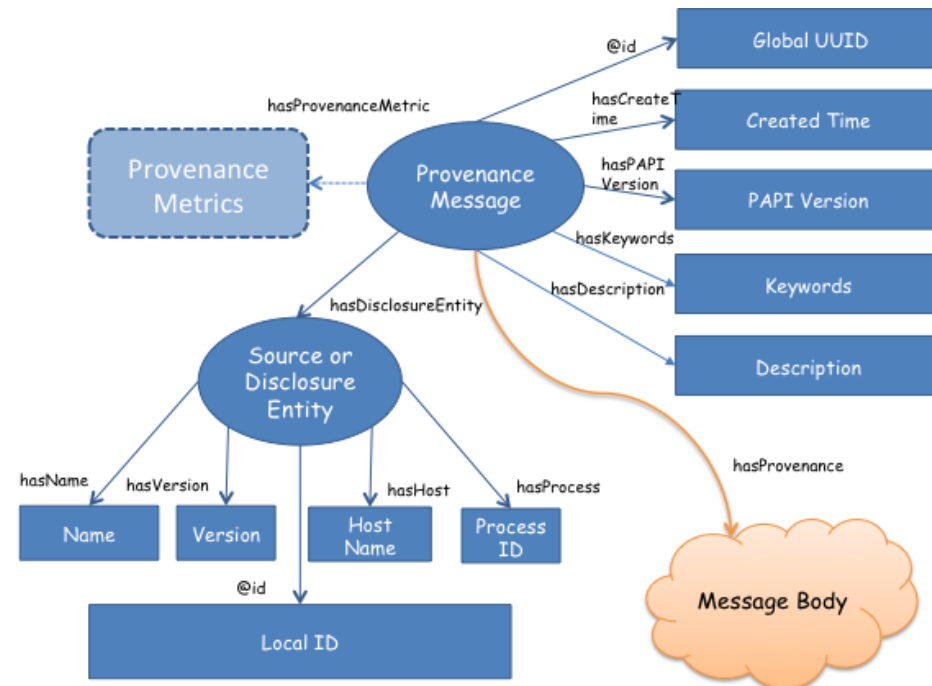 @id
Global UUID
hasProvenanceMetric
hasCreateT
ime
Created Time
Provenance
Metrics
Provenance
Message
hasPAPI
Version
PAPI Version
hasKeywords
Keywords
hasDescription
hasDisclosureEntity
Description
Source or
Disclosure
Entity
hasProvenance
hasName
hasVersion
hasHost
hasProcess
Name
Version
Host
Name
Process
ID
@id
Message Body
Local ID